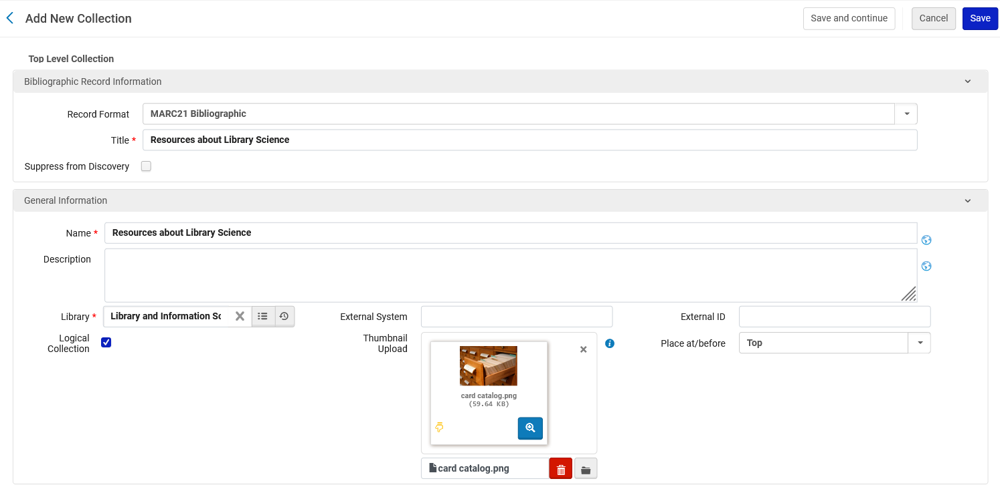 Add New Collection
Save and continue
Cancel
Save
Top Level Collection
Bibliographic Record Information
Record Format
MARC21 Bibliographic
Title *
Resources about Library Science
Suppress from Discovery
General Information
Name *
Resources about Library Science
Description
Library *
Library and Information Sc
External System
External ID
Logical
Collection
Thumbnail
Upload
Place at/before
Top
card catalog.png
(59.64 KB)
card catalog.png